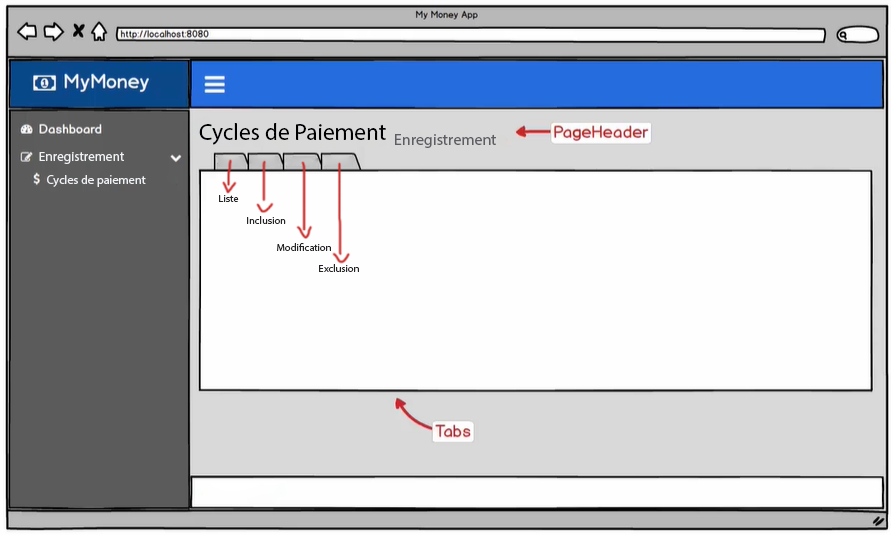 My Money App
http://localhost:8080
MyMoney
Dashboard
Enregistrement
$ Cycles de paiement
Cycles de Paiement Enregistrement
PageHeader
Liste
Inclusion
Modification
Exclusion
Tabs